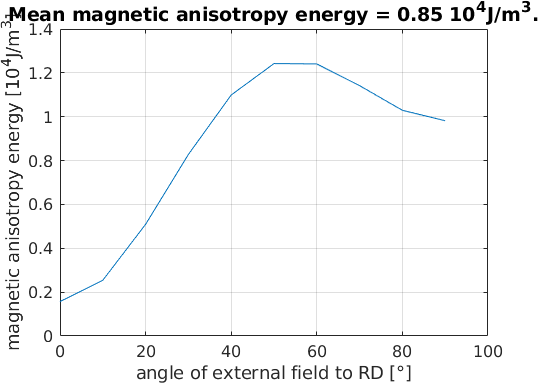 Mean magnetic anisotropy energy = 0.85 10⁴J/m³.
magnetic anisotropy energy [10⁴J/m³]
1.4
1.2
1
0.8
0.6
0.4
0.2
0
0 20 40 60 80 100
angle of external field to RD [°]